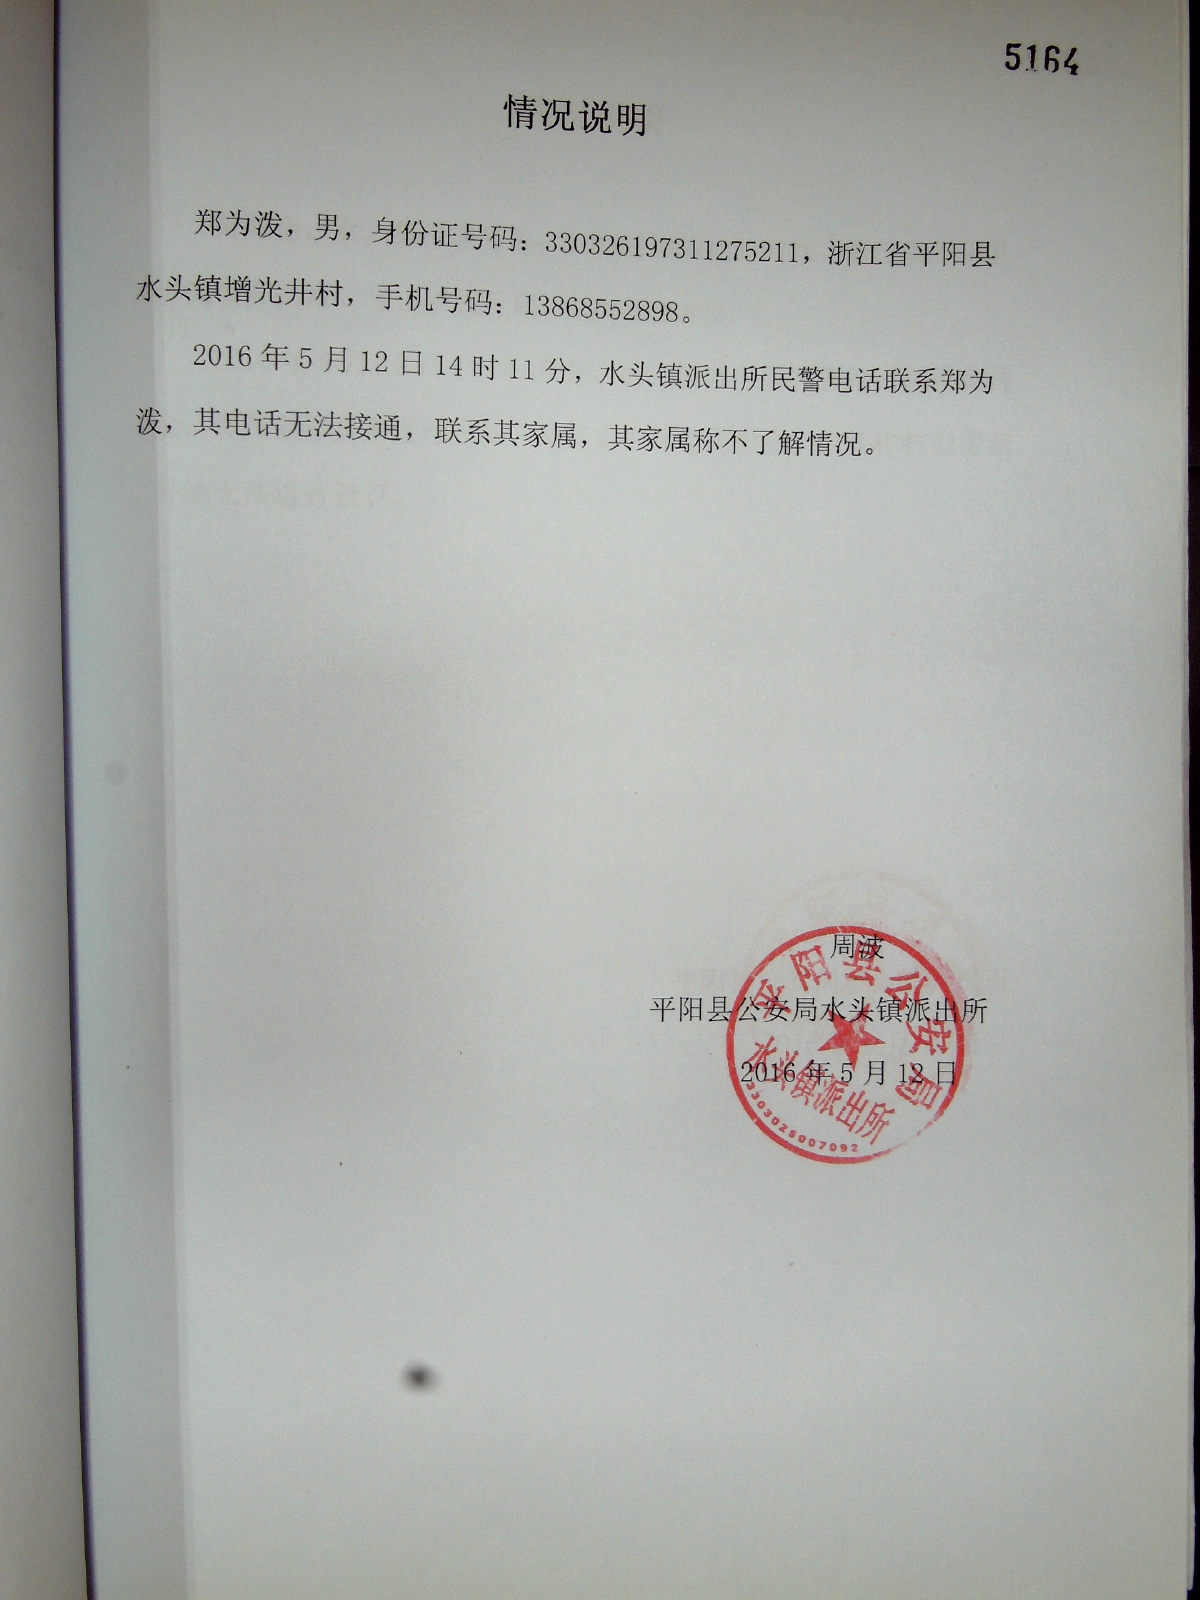 5164
情况说明
郑为泼，男，身份证号码：330326197311275211，浙江省平阳县
水头镇增光井村，手机号码：13868552898。
2016 年 5 月 12 日 14 时 11 分，水头镇派出所民警电话联系郑为
泼，其电话无法接通，联系其家属，其家属称不了解情况。
周波
平阳县公安局水头镇派出所
2016 年 5 月 12 日
平阳县公安局
水头镇派出所
3303026007092